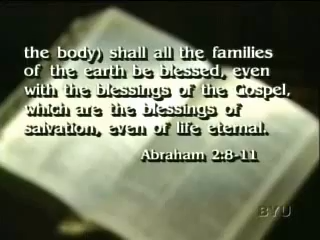 the body) shall all the families
of the earth be blessed, even
with the blessings of the Gospel,
which are the blessings of
salvation, even of life eternal.
Abraham 2:8-11
BYU